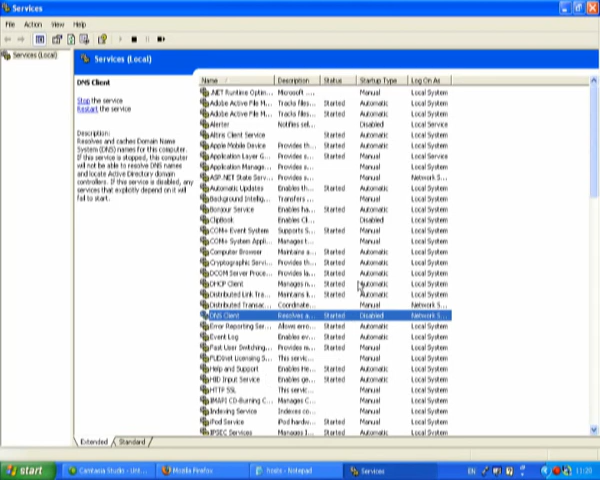 Services
File Action View Help
Services (Local)
Services (Local)
DNS Client
Stop the service
Restart the service
Description:
Resolves and caches Domain Name
System (DNS) names for this computer.
If this service is stopped, this computer
will not be able to resolve DNS names
and locate Active Directory domain
controllers. If this service is disabled, any
services that explicitly depend on it will
fail to start.
Name Description Status Startup Type Log On As
.NET Runtime Optim... Microsoft .... Manual Local System
Adobe Active File M... Tracks files... Started Automatic Local System
Adobe Active File M... Tracks files... Started Automatic Local System
Alerter Notifies sel... Disabled Local Service
Altiris Client Service Started Automatic Local System
Apple Mobile Device Provides th... Started Automatic Local System
Application Layer G... Provides s... Started Manual Local Service
Application Manage... Provides s... Manual Local System
ASP.NET State Serv... Provides s... Manual Network S...
Automatic Updates Enables th... Started Automatic Local System
Background Intellig... Transfers ... Manual Local System
Bonjour Service Enables ha... Started Automatic Local System
ClipBook Enables Cl... Disabled Local System
COM+ Event System Supports S... Started Manual Local System
COM+ System Appli... Manages t... Manual Local System
Computer Browser Maintains a... Started Automatic Local System
Cryptographic Servi... Provides th... Started Automatic Local System
DCOM Server Proce... Provides la... Started Automatic Local System
DHCP Client Manages n... Started Automatic Local System
Distributed Link Tra... Maintains l... Started Automatic Local System
Distributed Transac... Coordinate... Manual Network S...
DNS Client Resolves a... Started Disabled Network S...
Error Reporting Ser... Allows erro... Started Automatic Local System
Event Log Enables ev... Started Automatic Local System
Fast User Switching... Provides m... Started Manual Local System
FLEXnet Licensing S... This servic... Manual Local System
Help and Support Enables He... Started Automatic Local System
HID Input Service Enables ge... Started Automatic Local System
HTTP SSL This servic... Manual Local System
IMAPI CD-Burning C... Manages C... Manual Local System
Indexing Service Indexes co... Manual Local System
iPod Service iPod hardw... Started Manual Local System
IPSEC Services Manages I... Started Automatic Local System
Extended Standard
start Camtasia Studio - Unt... Mozilla Firefox hosts - Notepad Services EN 11:20